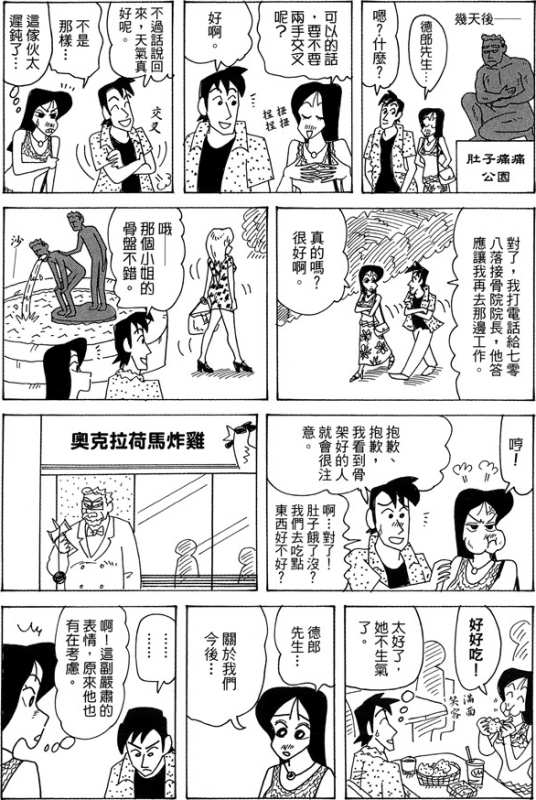 幾天後——
肚子痛痛
公園
德郎先生…
嗯?什麼?
可以的話
，要不要
兩手交叉
呢?
扭
扭
拉
拉
好啊。
不過話說回
來，天氣真
好呢。
交叉
不是
那樣…
這傢伙太
遲鈍了…
對了，我打電話給七零
八落接骨院院長，他答
應讓我再去那邊工作。
真的嗎?
很好啊。
哦——
那個小姐的
骨盤不錯。
沙——
哼!
抱歉、
抱歉，
我看到骨
架好的人
就會很注
意。
啊…對了!
肚子餓了沒?
我們去吃點
東西好不好?
奧克拉荷馬炸雞
好好吃!
滿面
笑容
太好了，
她不生氣
了。
德郎
先生…
關於我們
今後…
………
………
啊!這副嚴肅的
表情，原來他也
有在考慮。